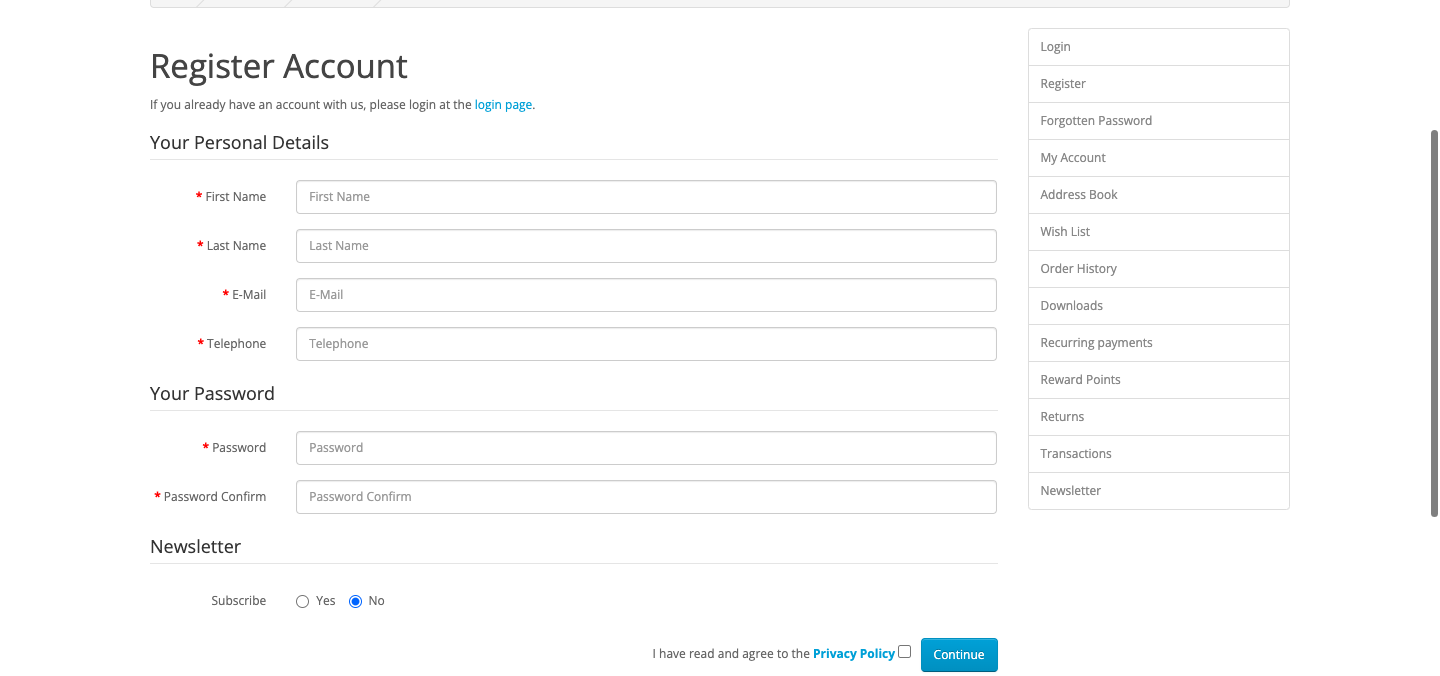 Register Account
If you already have an account with us, please login at the login page.
Your Personal Details
* First Name
First Name
* Last Name
Last Name
* E-Mail
E-Mail
* Telephone
Telephone
Your Password
* Password
Password
* Password Confirm
Password Confirm
Newsletter
Subscribe
Yes
No
I have read and agree to the Privacy Policy
Continue
Login
Register
Forgotten Password
My Account
Address Book
Wish List
Order History
Downloads
Recurring payments
Reward Points
Returns
Transactions
Newsletter